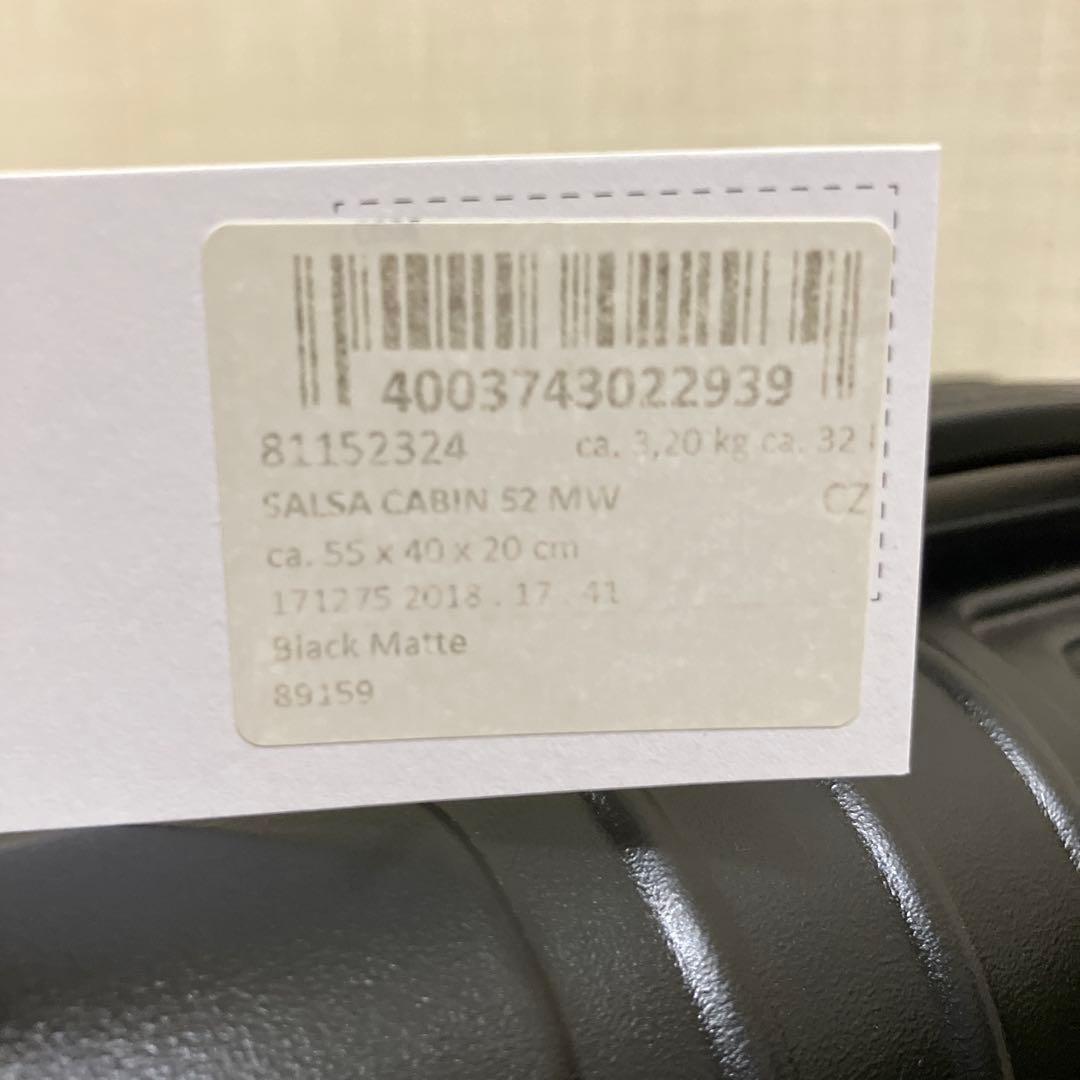 4003743022939
81152324 ca. 3,20 kg ca. 32 l
SALSA CABIN 52 MW CZ
ca. 55 x 40 x 20 cm
171275 2018 . 17 . 41
Black Matte
89159